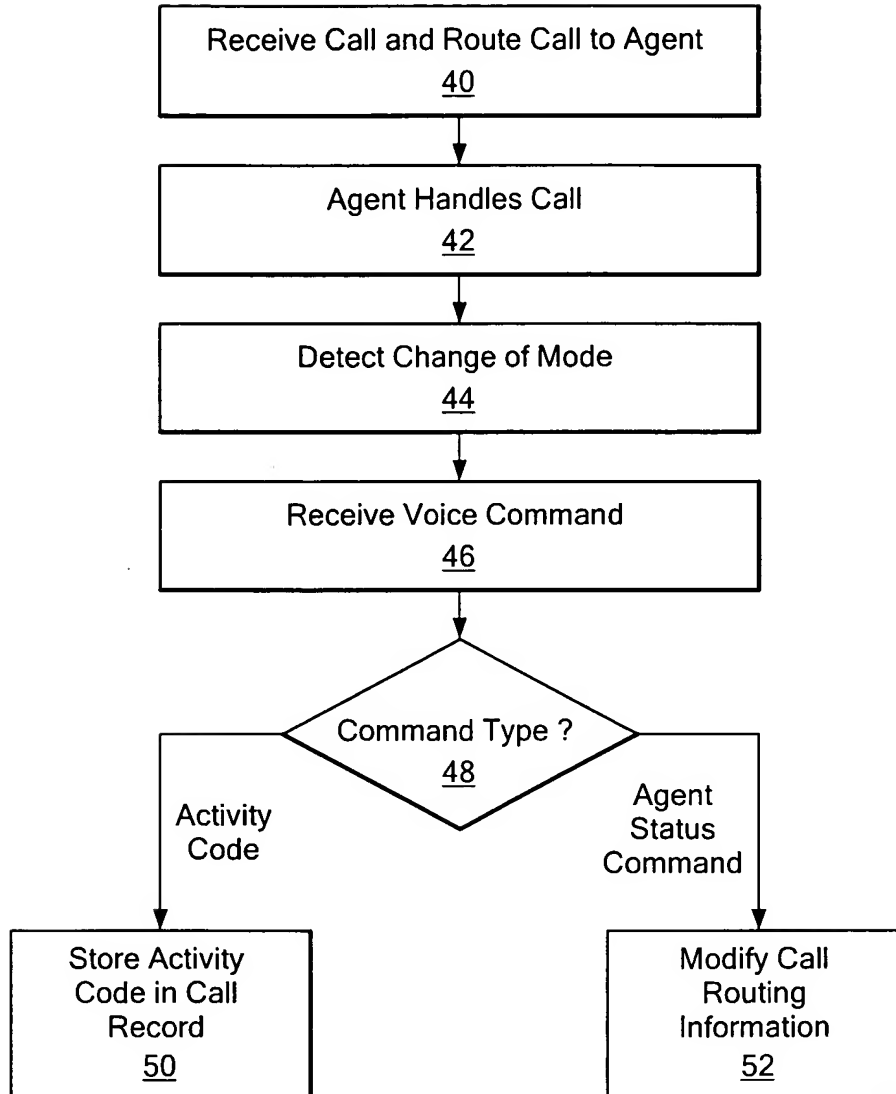 Receive Call and Route Call to Agent
40
Agent Handles Call
42
Detect Change of Mode
44
Receive Voice Command
46
Command Type ?
48
Activity
Code
Agent
Status
Command
Store Activity
Code in Call
Record
50
Modify Call
Routing
Information
52